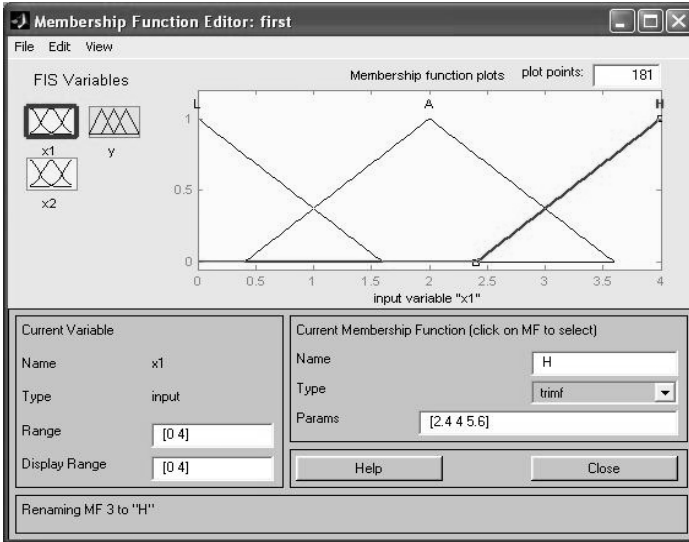 Membership Function Editor: first
File Edit View
FIS Variables
x1
y
x2
Membership function plots
plot points:
181
L
A
H
1
0.5
0
0
0.5
1
1.5
2
2.5
3
3.5
4
input variable "x1"
Current Variable
Name
x1
Type
input
Range
[0 4]
Display Range
[0 4]
Current Membership Function (click on MF to select)
Name
H
Type
trimf
Params
[2.4 4 5.6]
Help
Close
Renaming MF 3 to "H"